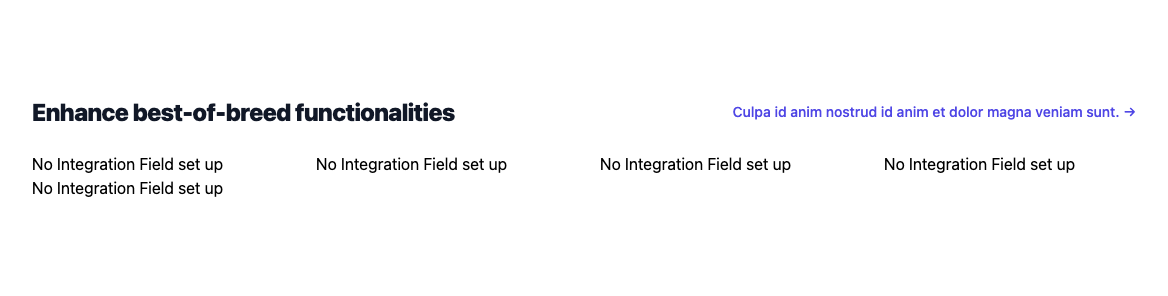 Enhance best-of-breed functionalities
Culpa id anim nostrud id anim et dolor magna veniam sunt. →
No Integration Field set up
No Integration Field set up
No Integration Field set up
No Integration Field set up
No Integration Field set up